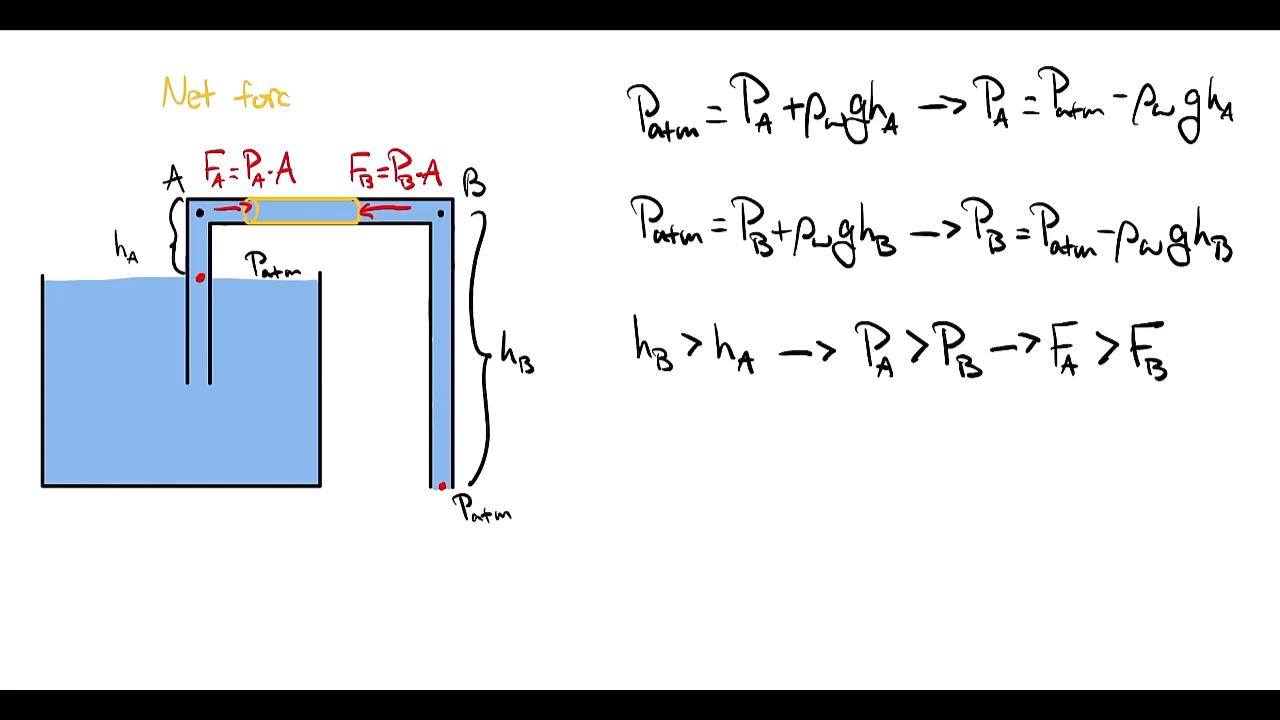 Net forc
P_atm = P_A + ρ_w g h_A → P_A = P_atm - ρ_w g h_A
A F_A = P_A · A F_B = P_B · A B
P_atm = P_B + ρ_w g h_B → P_B = P_atm - ρ_w g h_B
h_A
P_atm
h_B > h_A → P_A > P_B → F_A > F_B
h_B
P_atm